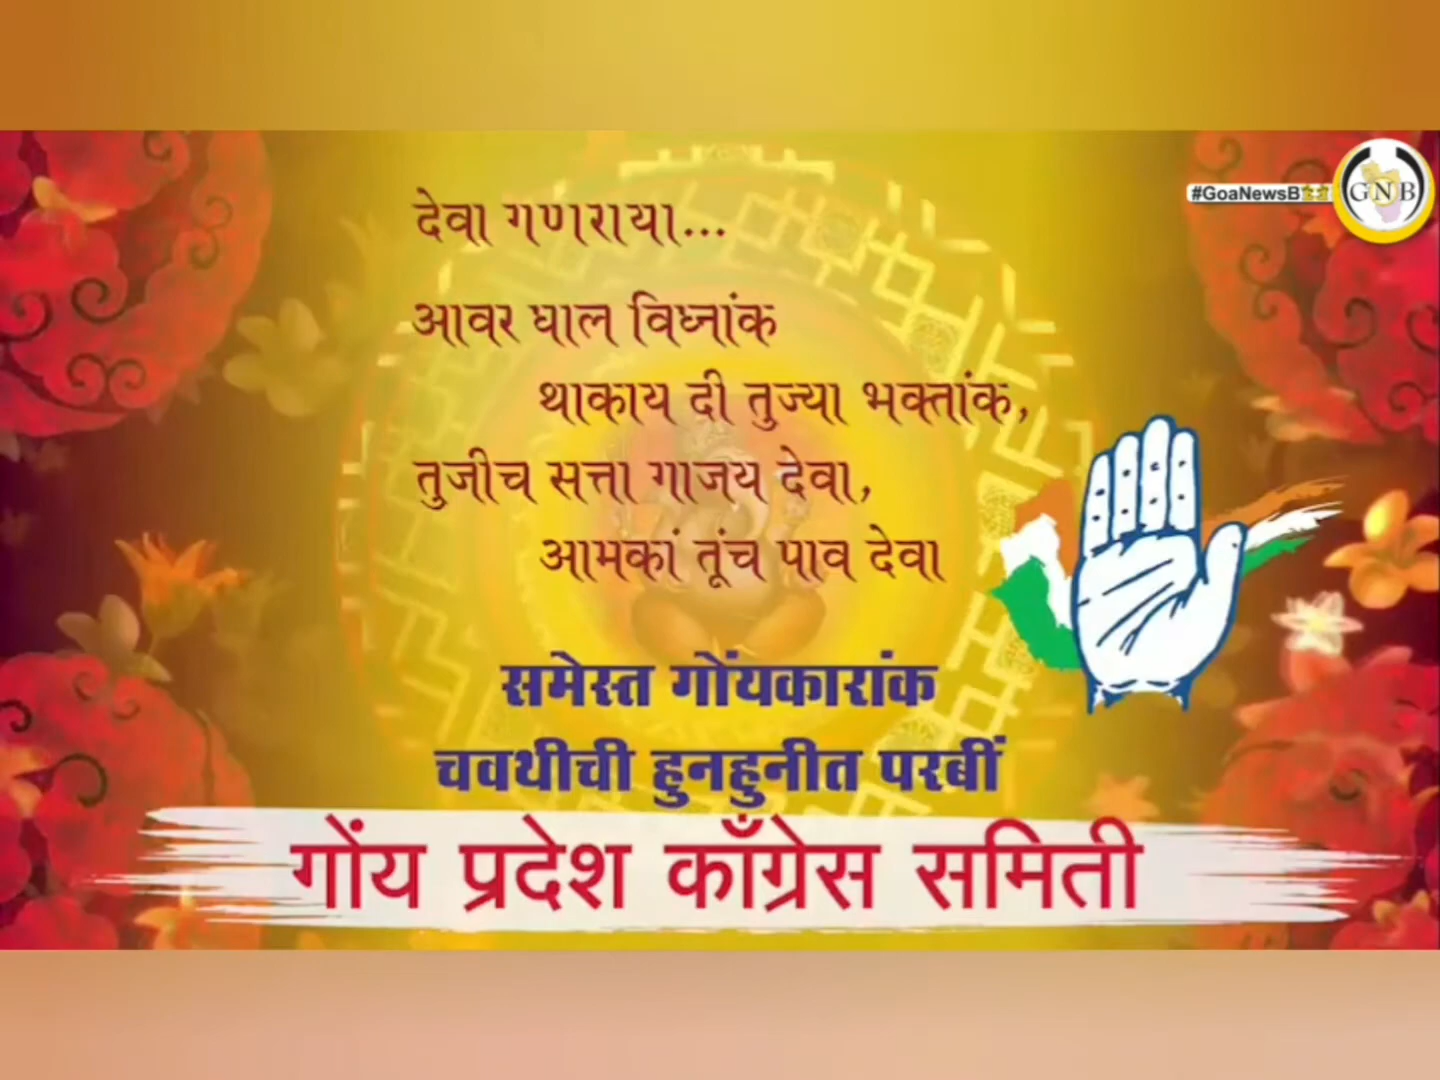 देवा गणराया...
#GoaNewsB
GNB
आवर घाल विघ्नांक
थाकाय दी तुज्या भक्तांक,
तुजीच सत्ता गाजय देवा,
आमकां तूंच पाव देवा
समेस्त गोंयकारांक
चवथीची हुनहुनीत परबीं
गोंय प्रदेश काँग्रेस समिती